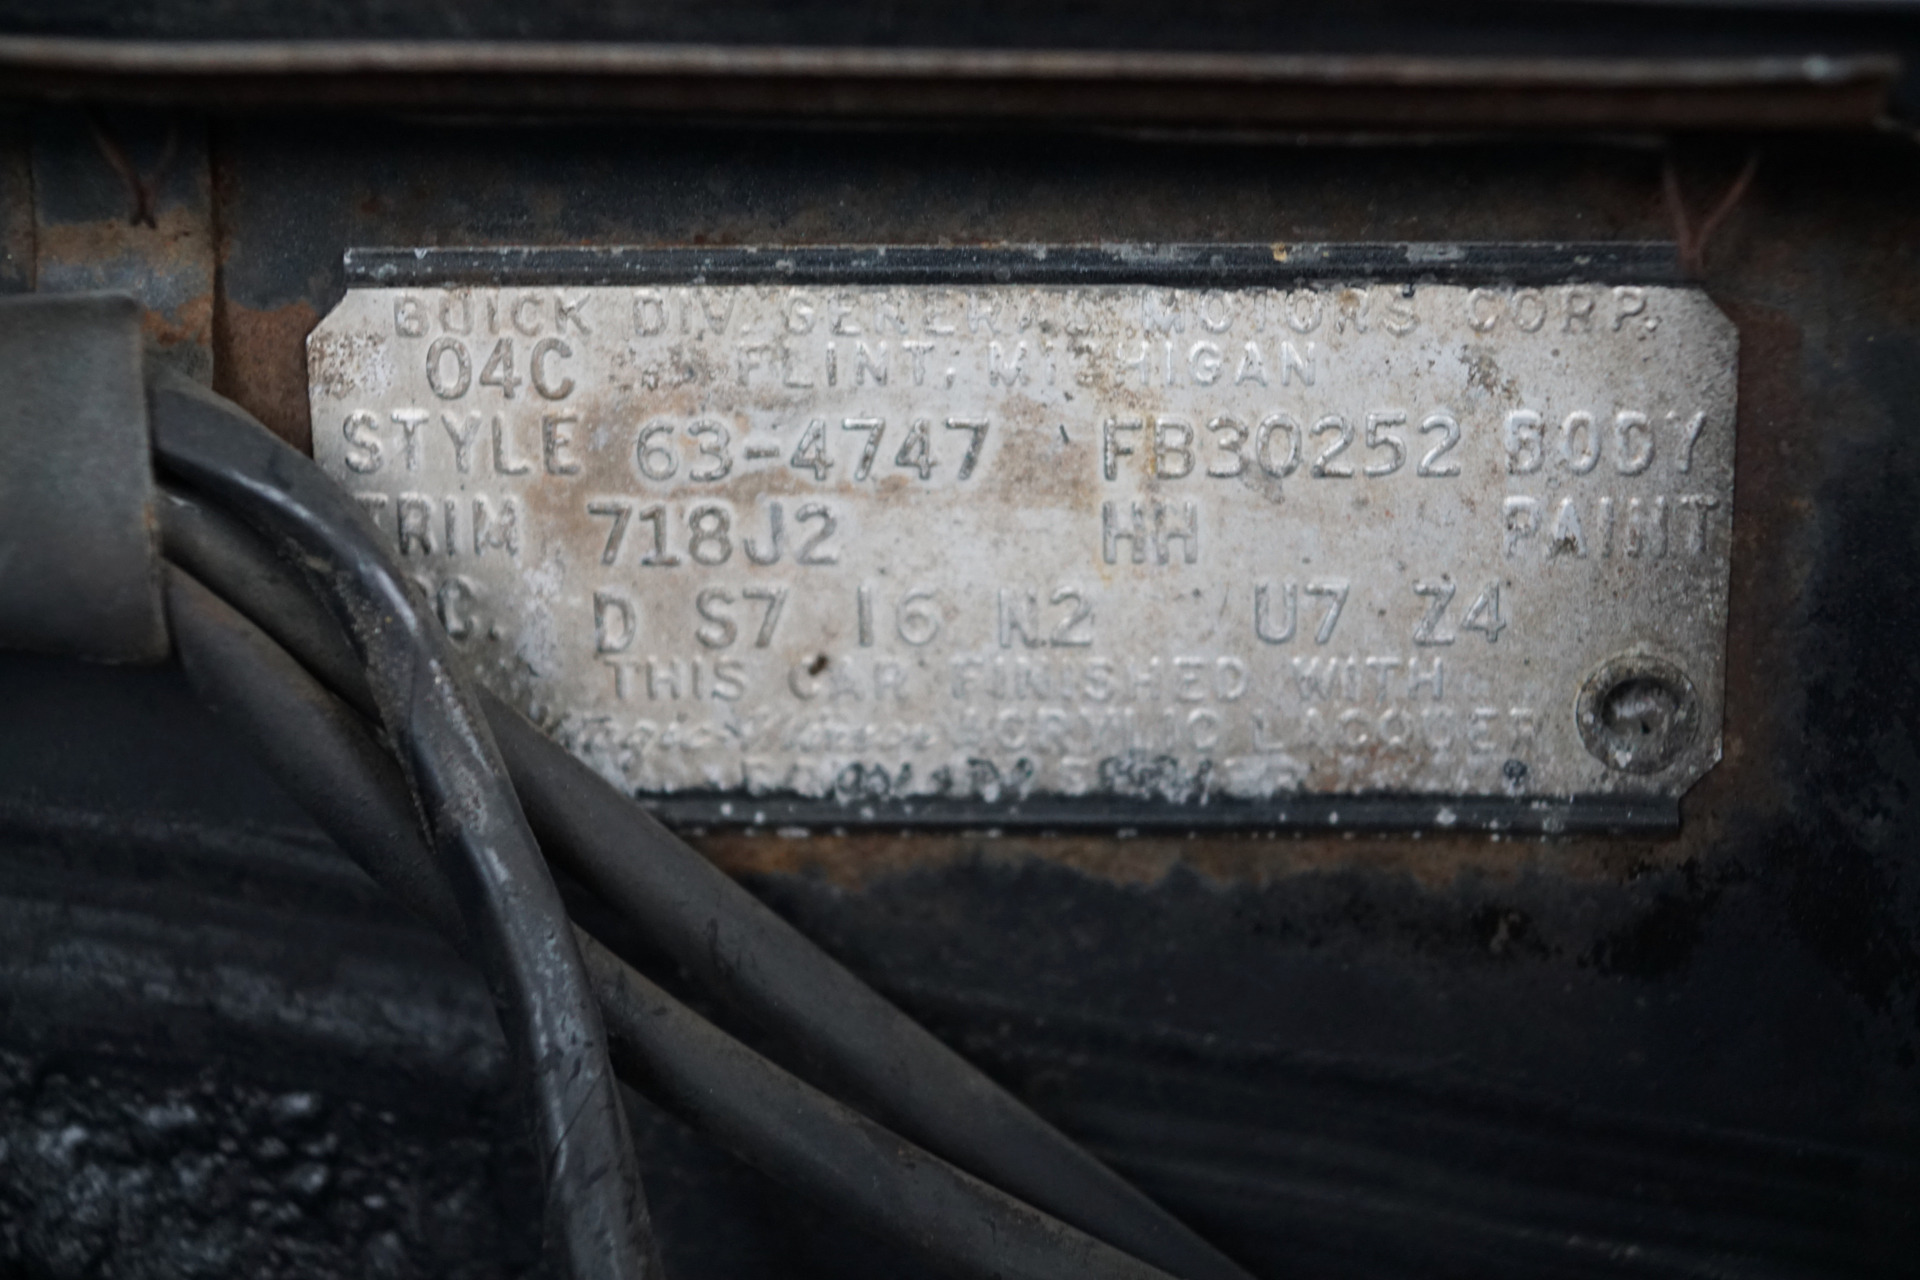 BUICK DIV. GENERAL MOTORS CORP.
04C FLINT, MICHIGAN
STYLE 63-4747 FB30252 BODY
TRIM 718J2 HH PAINT
CC. D S7 16 N2 U7 Z4
THIS CAR FINISHED WITH
ACRYLIC LACQUER